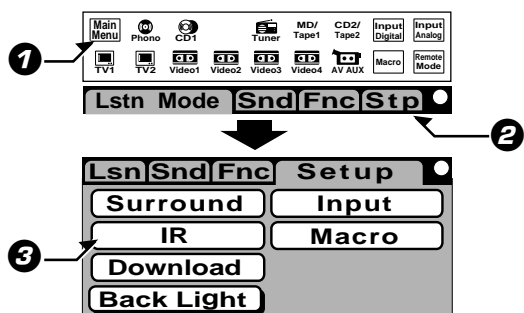 Main Menu Phono CD1 Tuner MD/ Tape1 CD2/ Tape2 Input Digital Input Analog
TV1 TV2 Video1 Video2 Video3 Video4 AV AUX Macro Remote Mode
1
Lstn Mode Snd Fnc Stp
2
Lsn Snd Fnc Setup
Surround Input
IR Macro
3
Download
Back Light